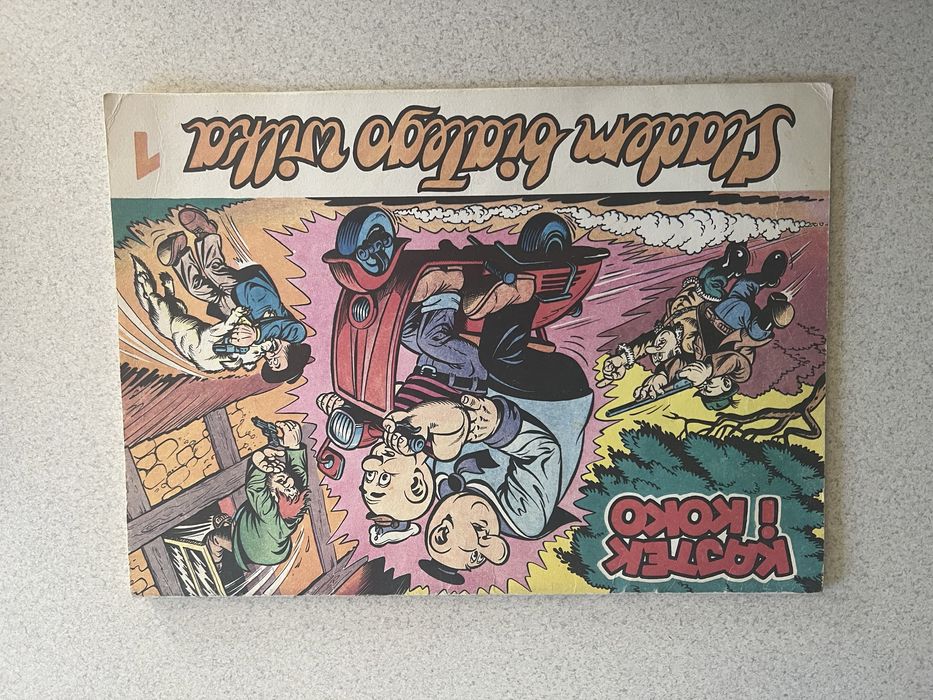 KAJTEK
i KOKO
Śladem białego wilka
1